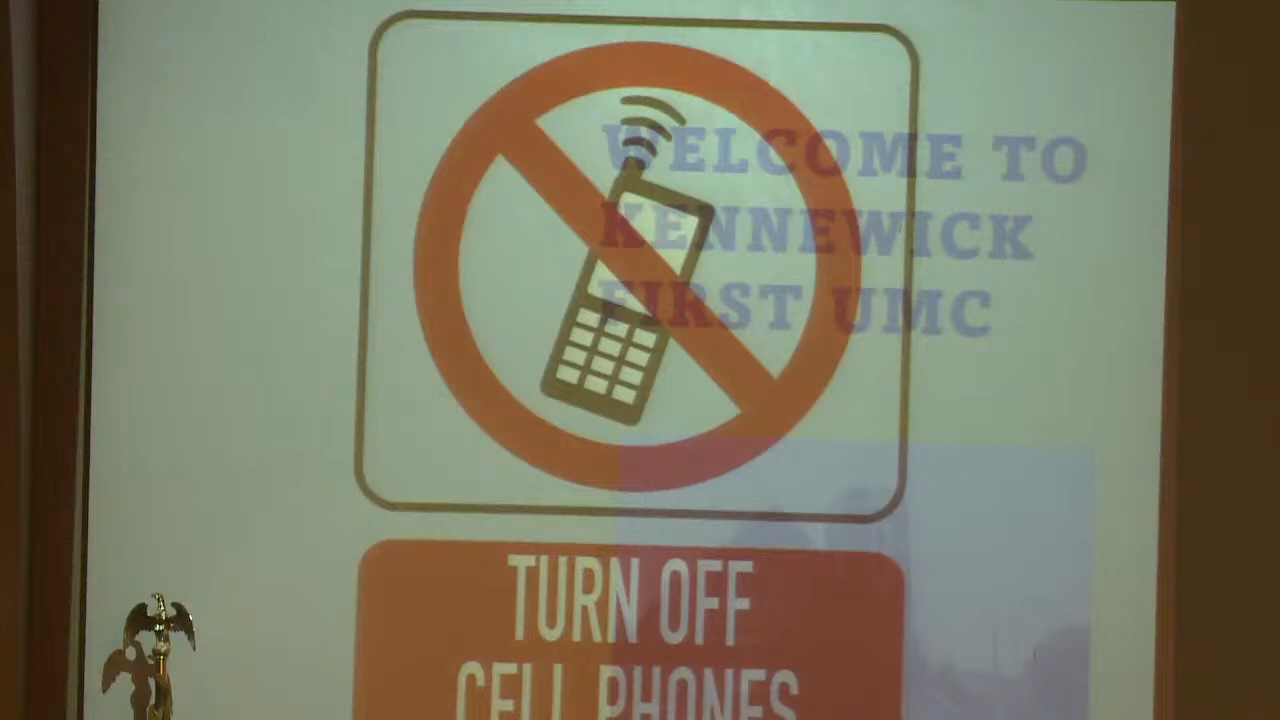 WELCOME TO
KENNEWICK
FIRST UMC
TURN OFF
CELL PHONES